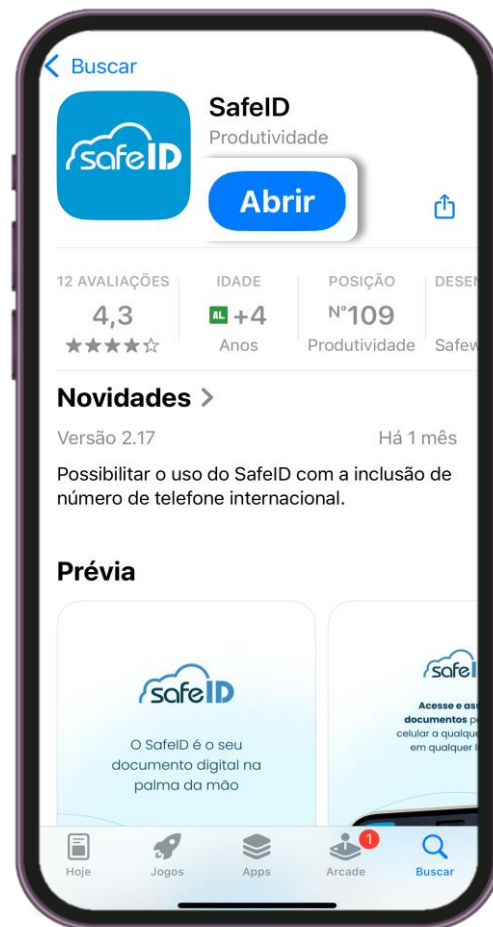 Buscar
SafeID
Produtividade
safeID
Abrir
12 AVALIAÇÕES IDADE POSIÇÃO
4,3 AL +4 Nº109
Anos Produtividade
Novidades
Versão 2.17 Há 1 mês
Possibilitar o uso do SafeID com a inclusão de
número de telefone internacional.
Prévia
safeID
O SafeID é o seu
documento digital na
palma da mão
Acesse e
documentos
celular a
em qualquer
1
Hoje Jogos Apps Arcade Buscar